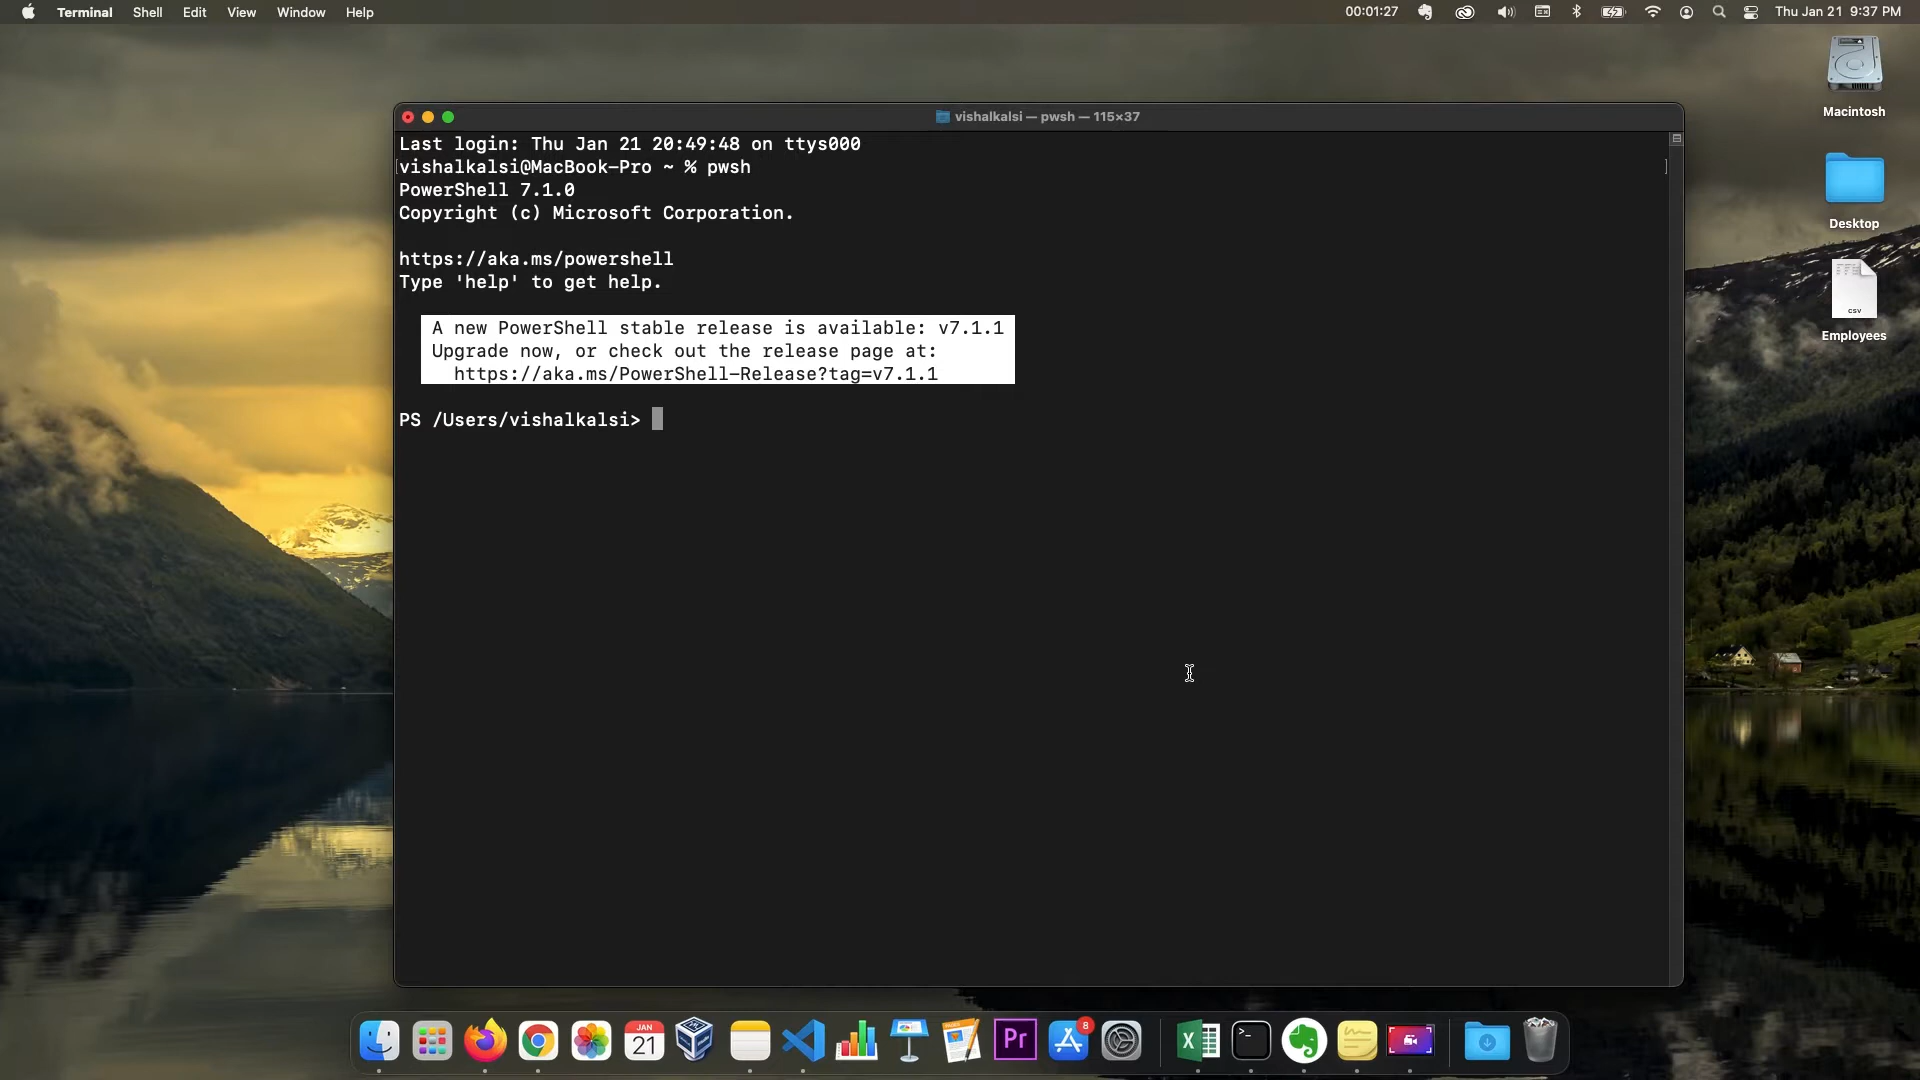 Terminal Shell Edit View Window Help 00:01:27 Thu Jan 21 9:37 PM
vishalkalsi — pwsh — 115×37
Last login: Thu Jan 21 20:49:48 on ttys000
vishalkalsi@MacBook-Pro ~ % pwsh
PowerShell 7.1.0
Copyright (c) Microsoft Corporation.
https://aka.ms/powershell
Type 'help' to get help.
A new PowerShell stable release is available: v7.1.1
Upgrade now, or check out the release page at:
https://aka.ms/PowerShell-Release?tag=v7.1.1
PS /Users/vishalkalsi>
Macintosh
Desktop
CSV
Employees
JAN
21
Pr
8
X
>_